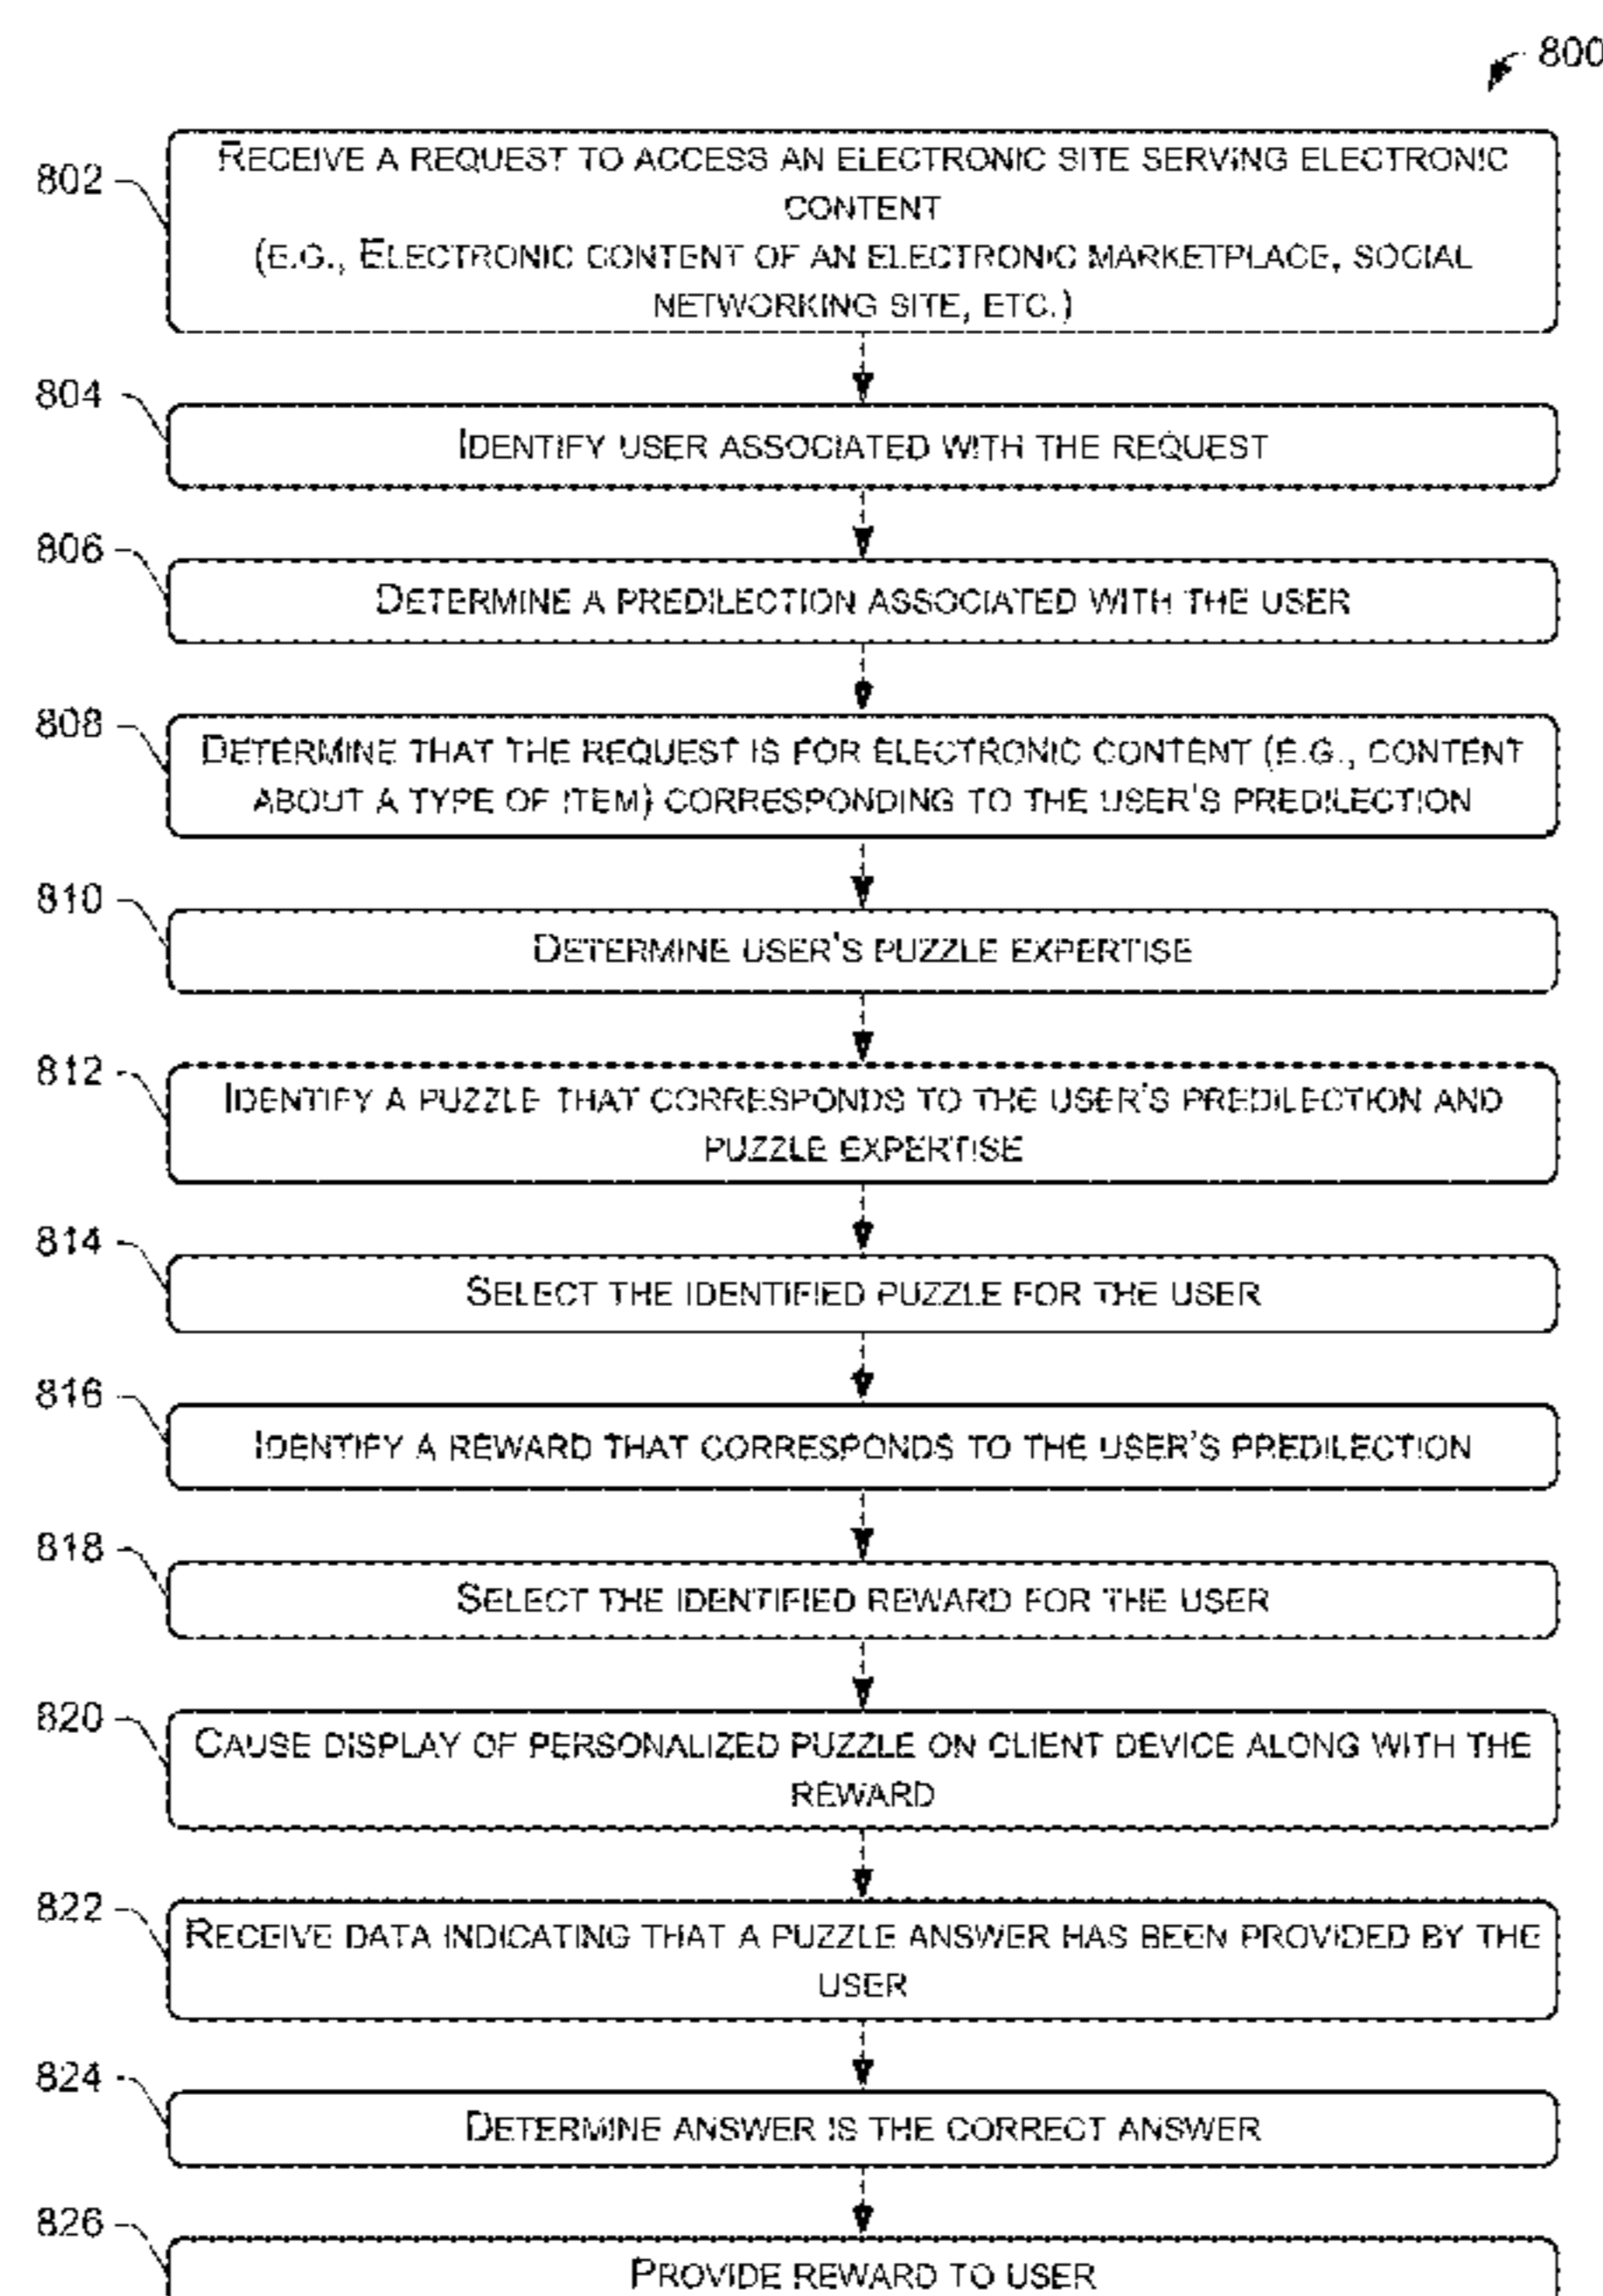 800
802
RECEIVE A REQUEST TO ACCESS AN ELECTRONIC SITE SERVING ELECTRONIC
CONTENT
(E.G., ELECTRONIC CONTENT OF AN ELECTRONIC MARKETPLACE, SOCIAL
NETWORKING SITE, ETC.)
804
IDENTIFY USER ASSOCIATED WITH THE REQUEST
806
DETERMINE A PREDILECTION ASSOCIATED WITH THE USER
808
DETERMINE THAT THE REQUEST IS FOR ELECTRONIC CONTENT (E.G., CONTENT
ABOUT A TYPE OF ITEM) CORRESPONDING TO THE USER'S PREDILECTION
810
DETERMINE USER'S PUZZLE EXPERTISE
812
IDENTIFY A PUZZLE THAT CORRESPONDS TO THE USER'S PREDILECTION AND
PUZZLE EXPERTISE
814
SELECT THE IDENTIFIED PUZZLE FOR THE USER
816
IDENTIFY A REWARD THAT CORRESPONDS TO THE USER'S PREDILECTION
818
SELECT THE IDENTIFIED REWARD FOR THE USER
820
CAUSE DISPLAY OF PERSONALIZED PUZZLE ON CLIENT DEVICE ALONG WITH THE
REWARD
822
RECEIVE DATA INDICATING THAT A PUZZLE ANSWER HAS BEEN PROVIDED BY THE
USER
824
DETERMINE ANSWER IS THE CORRECT ANSWER
826
PROVIDE REWARD TO USER